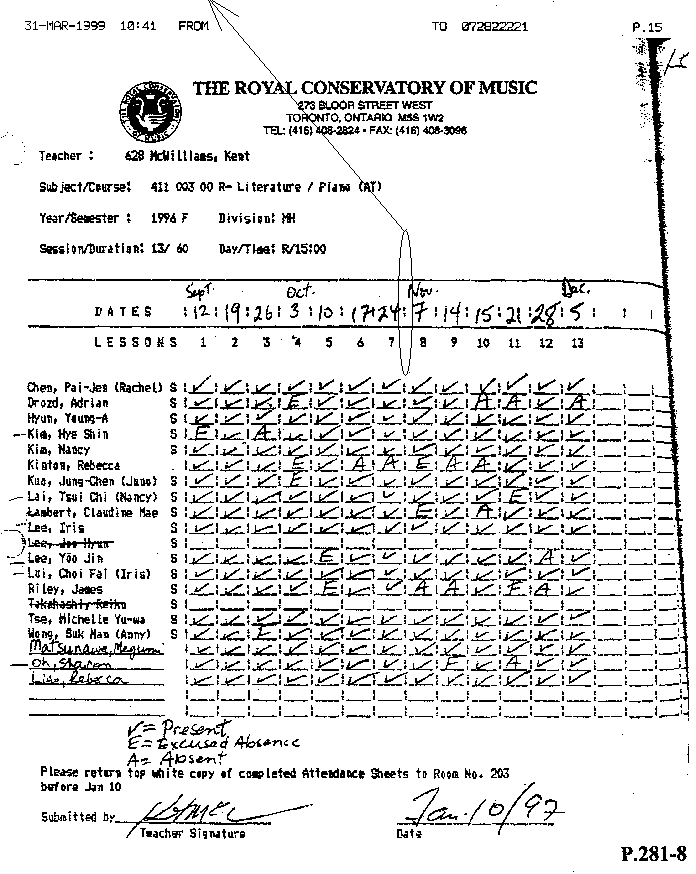 31-MAR-1999 10:41 FROM TO 072822221 P.15
THE ROYAL CONSERVATORY OF MUSIC
273 BLOOR STREET WEST
TORONTO, ONTARIO M5S 1W2
TEL: (416) 408-2824 • FAX: (416) 408-3096
Teacher : 628 McWilliams, Kent
Subject/Course: 411 003 00 R- Literature / Piano (AT)
Year/Semester : 1996 F Division: MH
Session/Duration: 13/ 60 Day/Time: R/15:00
Sept. Oct. Nov. Dec.
DATES : 12 : 19 : 26 : 3 : 10 : 17 : 24 : 7 : 14 : 15 : 21 : 28 : 5 : : :
LESSONS 1 2 3 4 5 6 7 8 9 10 11 12 13
Chen, Pai-Jen (Rachel) S ✓ ✓ ✓ ✓ ✓ ✓ ✓ ✓ ✓ ✓ ✓ ✓ ✓
Drozd, Adrian S ✓ ✓ ✓ E ✓ ✓ ✓ ✓ ✓ A A ✓ A
Hyun, Yeung-A S ✓ ✓ ✓ ✓ ✓ ✓ ✓ ✓ ✓ ✓ ✓ ✓ ✓
Kim, Hye Shin S E ✓ A ✓ ✓ ✓ ✓ ✓ ✓ ✓ ✓ ✓ ✓
Kim, Nancy S ✓ ✓ ✓ ✓ ✓ ✓ ✓ ✓ ✓ ✓ ✓ ✓ ✓
Kinton, Rebecca ✓ ✓ ✓ E ✓ A A E A A ✓ ✓ ✓
Kuo, Jung-Chen (Juno) S ✓ ✓ ✓ E ✓ ✓ ✓ ✓ ✓ ✓ ✓ ✓ ✓
Lai, Tsui Chi (Nancy) S ✓ ✓ ✓ ✓ ✓ ✓ ✓ ✓ ✓ ✓ E ✓ ✓
Lambert, Claudine Mae S ✓ ✓ ✓ ✓ ✓ ✓ ✓ E ✓ A ✓ ✓ ✓
Lee, Iris S ✓ ✓ ✓ ✓ ✓ ✓ ✓ ✓ ✓ ✓ ✓ ✓ ✓
Lee, Joo Hyun S
Lee, Yoo Jin S ✓ ✓ ✓ ✓ E ✓ ✓ ✓ ✓ ✓ ✓ A ✓
Lui, Choi Fai (Iris) S ✓ ✓ ✓ ✓ ✓ ✓ ✓ ✓ ✓ ✓ ✓ ✓ ✓
Riley, James S ✓ ✓ ✓ ✓ E ✓ ✓ A A ✓ E A ✓
Takahashi, Keiko S
Tse, Michelle Yu-wa S ✓ ✓ ✓ ✓ ✓ ✓ ✓ ✓ ✓ ✓ ✓ ✓ ✓
Wong, Suk Man (Anny) S ✓ ✓ E ✓ ✓ ✓ ✓ ✓ ✓ ✓ ✓ ✓ ✓
Matsunawe, Megumi ✓ ✓ ✓ ✓ ✓ ✓ ✓ ✓ ✓ ✓ ✓ ✓ ✓
Oh, Sharon ✓ ✓ ✓ ✓ ✓ ✓ ✓ ✓ E ✓ A ✓ ✓
Liao, Rebecca ✓ ✓ ✓ ✓ ✓ ✓ ✓ ✓ ✓ ✓ ✓ ✓ ✓
✓= Present
E= Excused Absence
A= Absent
Please return top white copy of completed Attendance Sheets to Room No. 203
before Jan 10
Submitted by Jan.10/97
Teacher Signature Date
P.281-8